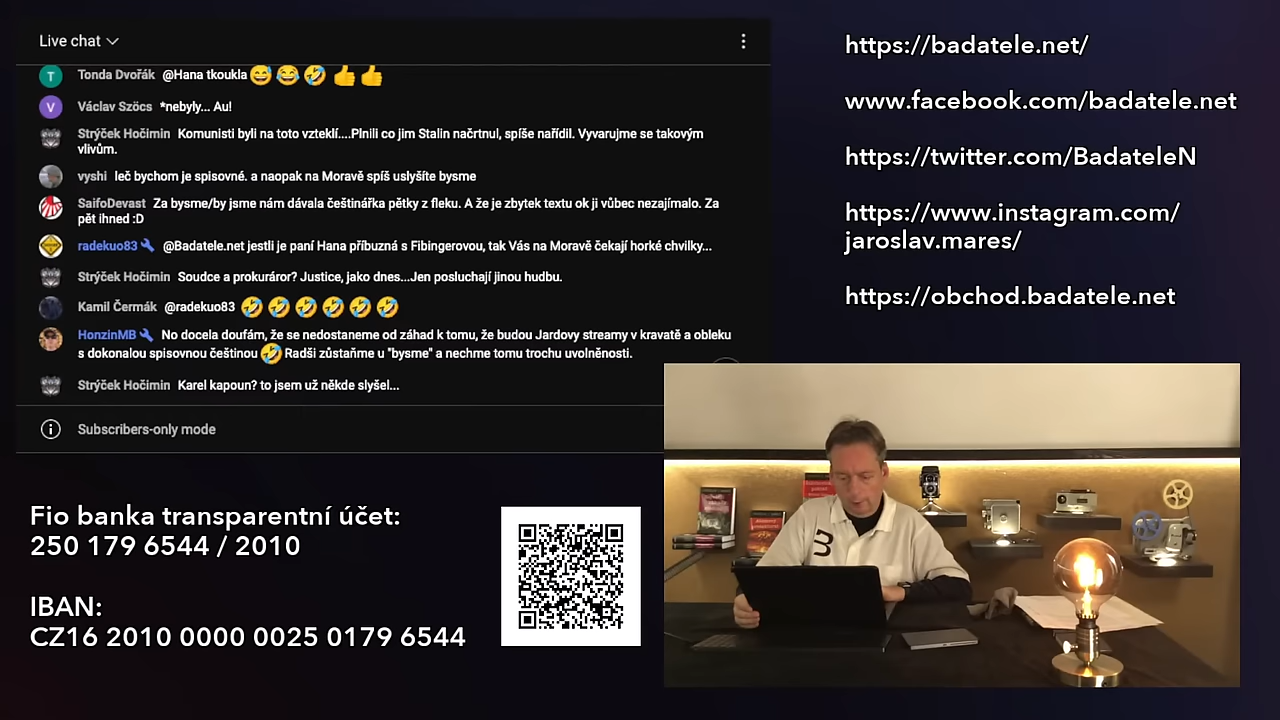 Live chat
T Tonda Dvořák @Hana tkoukla😅😂🤣👍👍
V Václav Szöcs *nebyly... Au!
Strýček Hočimin Komunisti byli na toto vzteklí....Plnili co jim Stalin načrtnul, spíše nařídil. Vyvarujme se takovým
vlivům.
vyshi leč bychom je spisovné. a naopak na Moravě spíš uslyšíte bysme
SaifoDevast Za bysme/by jsme nám dávala češtinářka pětky z fleku. A že je zbytek textu ok ji vůbec nezajímalo. Za
pět ihned :D
radekuo83 @Badatele.net jestli je paní Hana příbuzná s Fibingerovou, tak Vás na Moravě čekají horké chvilky...
Strýček Hočimin Soudce a prokuráror? Justice, jako dnes...Jen posluchají jinou hudbu.
Kamil Čermák @radekuo83 🤣🤣🤣🤣🤣🤣
HonzinMB No docela doufám, že se nedostaneme od záhad k tomu, že budou Jardovy streamy v kravatě a obleku
s dokonalou spisovnou češtinou 🤣 Radši zůstaňme u "bysme" a nechme tomu trochu uvolněnosti.
Strýček Hočimin Karel kapoun? to jsem už někde slyšel...
Subscribers-only mode
https://badatele.net/
www.facebook.com/badatele.net
https://twitter.com/BadateleN
https://www.instagram.com/
jaroslav.mares/
https://obchod.badatele.net
Fio banka transparentní účet:
250 179 6544 / 2010
IBAN:
CZ16 2010 0000 0025 0179 6544